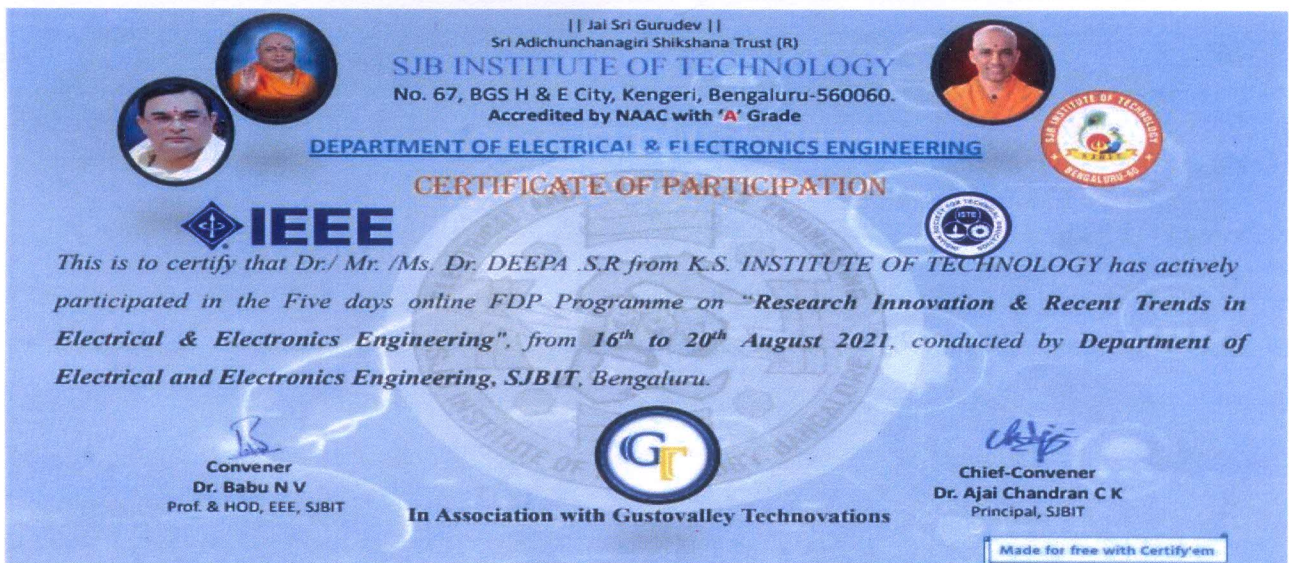 || Jai Sri Gurudev ||
Sri Adichunchanagiri Shikshana Trust (R)
SJB INSTITUTE OF TECHNOLOGY
No. 67, BGS H & E City, Kengeri, Bengaluru-560060.
Accredited by NAAC with 'A' Grade
SJB INSTITUTE OF TECHNOLOGY
SJBIT
BENGALURU-60
DEPARTMENT OF ELECTRICAL & ELECTRONICS ENGINEERING
CERTIFICATE OF PARTICIPATION
IEEE
INDIAN SOCIETY FOR TECHNICAL EDUCATION
ISTE
This is to certify that Dr./ Mr. /Ms. Dr. DEEPA .S.R from K.S. INSTITUTE OF TECHNOLOGY has actively
participated in the Five days online FDP Programme on "Research Innovation & Recent Trends in
Electrical & Electronics Engineering", from 16th to 20th August 2021, conducted by Department of
Electrical and Electronics Engineering, SJBIT, Bengaluru.
GT
Convener
Dr. Babu N V
Prof. & HOD, EEE, SJBIT
In Association with Gustovalley Technovations
Chief-Convener
Dr. Ajai Chandran C K
Principal, SJBIT
Made for free with Certify'em